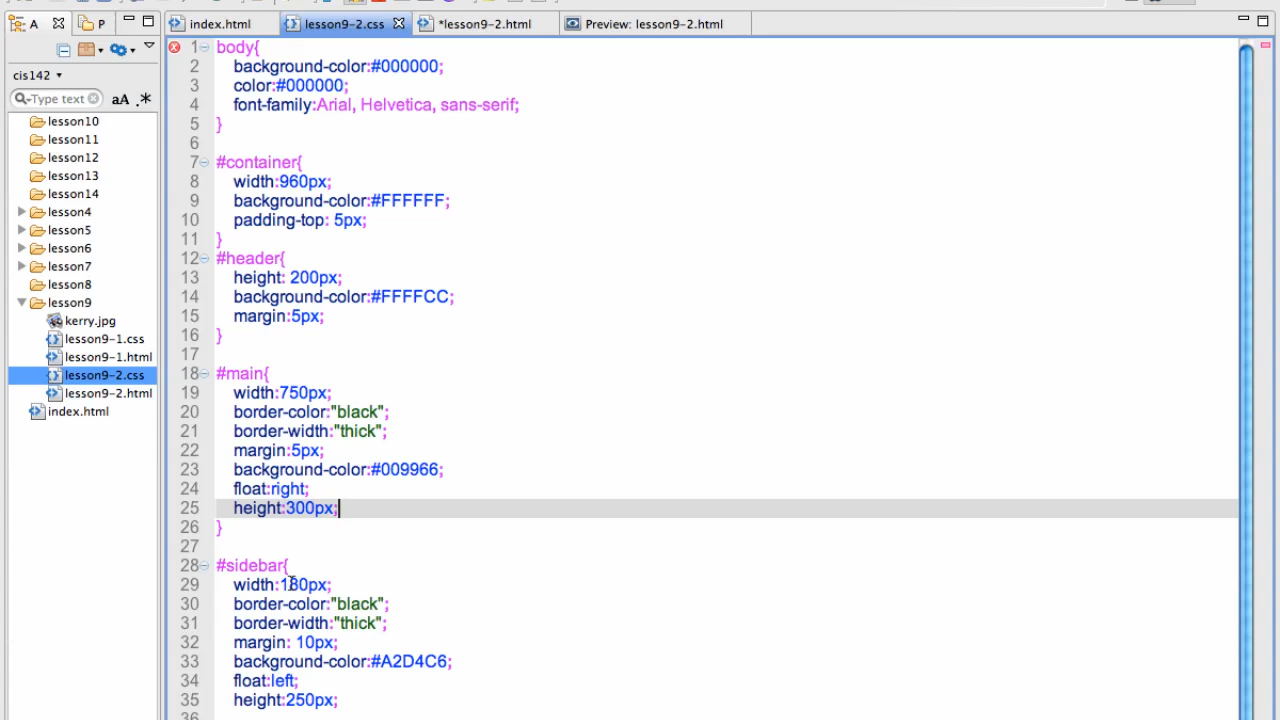 A
P
index.html
lesson9-2.css
*lesson9-2.html
Preview: lesson9-2.html
cis142
Type text
aA .*
lesson10
lesson11
lesson12
lesson13
lesson14
lesson4
lesson5
lesson6
lesson7
lesson8
lesson9
kerry.jpg
lesson9-1.css
lesson9-1.html
lesson9-2.css
lesson9-2.html
index.html
1 body{
2 background-color:#000000;
3 color:#000000;
4 font-family:Arial, Helvetica, sans-serif;
5 }
6
7 #container{
8 width:960px;
9 background-color:#FFFFFF;
10 padding-top: 5px;
11 }
12 #header{
13 height: 200px;
14 background-color:#FFFFCC;
15 margin:5px;
16 }
17
18 #main{
19 width:750px;
20 border-color:"black";
21 border-width:"thick";
22 margin:5px;
23 background-color:#009966;
24 float:right;
25 height:300px;
26 }
27
28 #sidebar{
29 width:180px;
30 border-color:"black";
31 border-width:"thick";
32 margin: 10px;
33 background-color:#A2D4C6;
34 float:left;
35 height:250px;
36